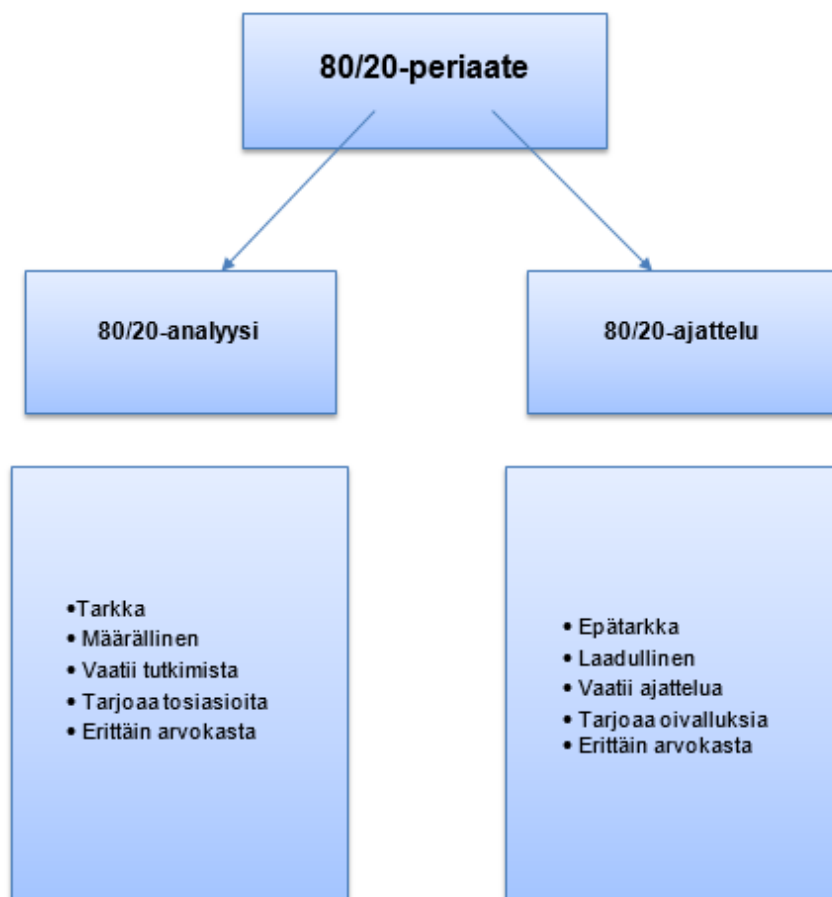 80/20-periaate
80/20-analyysi
80/20-ajattelu
•Tarkka
• Määrällinen
• Vaatii tutkimista
• Tarjoaa tosiasioita
• Erittäin arvokasta
• Epätarkka
• Laadullinen
• Vaatii ajattelua
• Tarjoaa oivalluksia
• Erittäin arvokasta